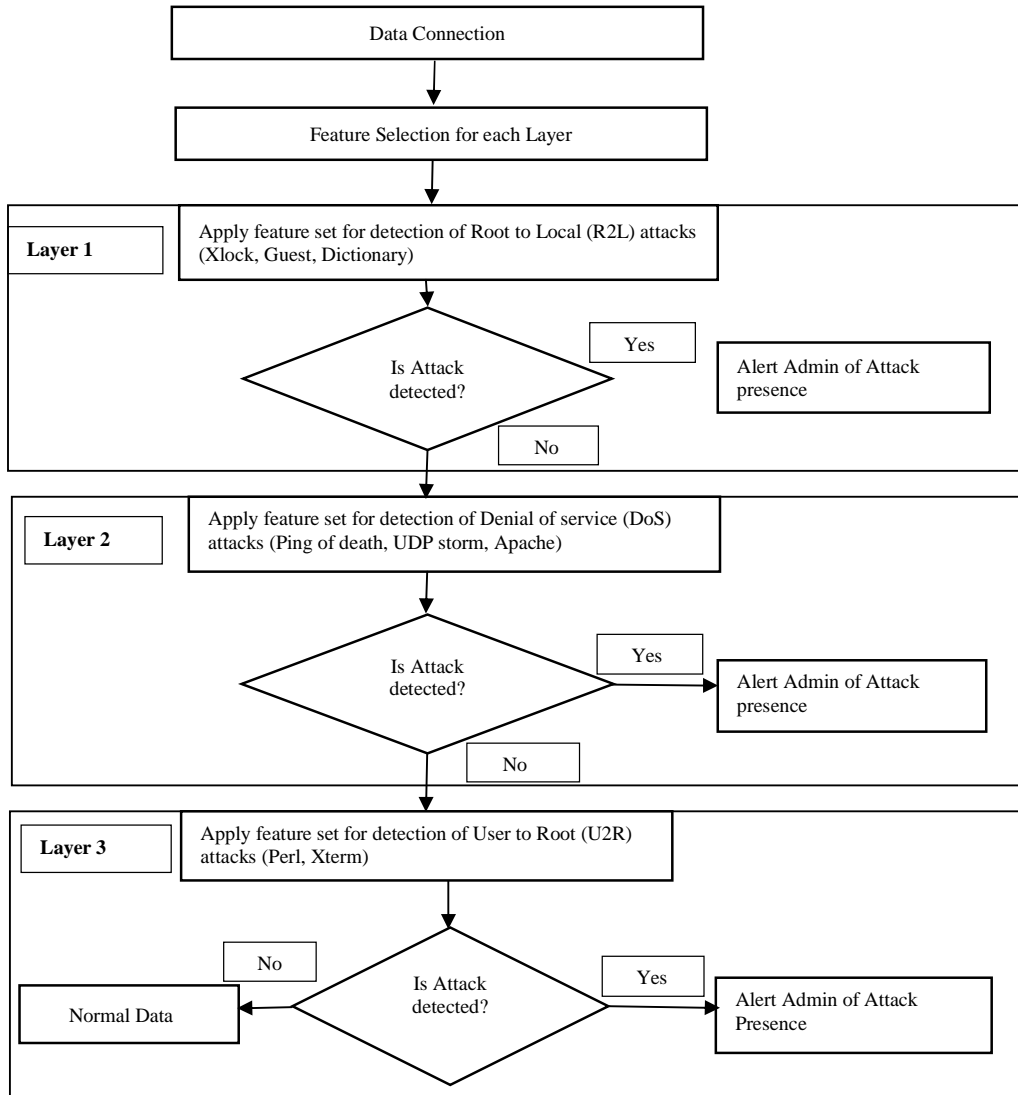 Data Connection
Feature Selection for each Layer
Layer 1
Apply feature set for detection of Root to Local (R2L) attacks
(Xlock, Guest, Dictionary)
Is Attack
detected?
Yes
Alert Admin of Attack
presence
No
Layer 2
Apply feature set for detection of Denial of service (DoS)
attacks (Ping of death, UDP storm, Apache)
Is Attack
detected?
Yes
Alert Admin of Attack
presence
No
Layer 3
Apply feature set for detection of User to Root (U2R)
attacks (Perl, Xterm)
No
Is Attack
detected?
Yes
Normal Data
Alert Admin of Attack
Presence